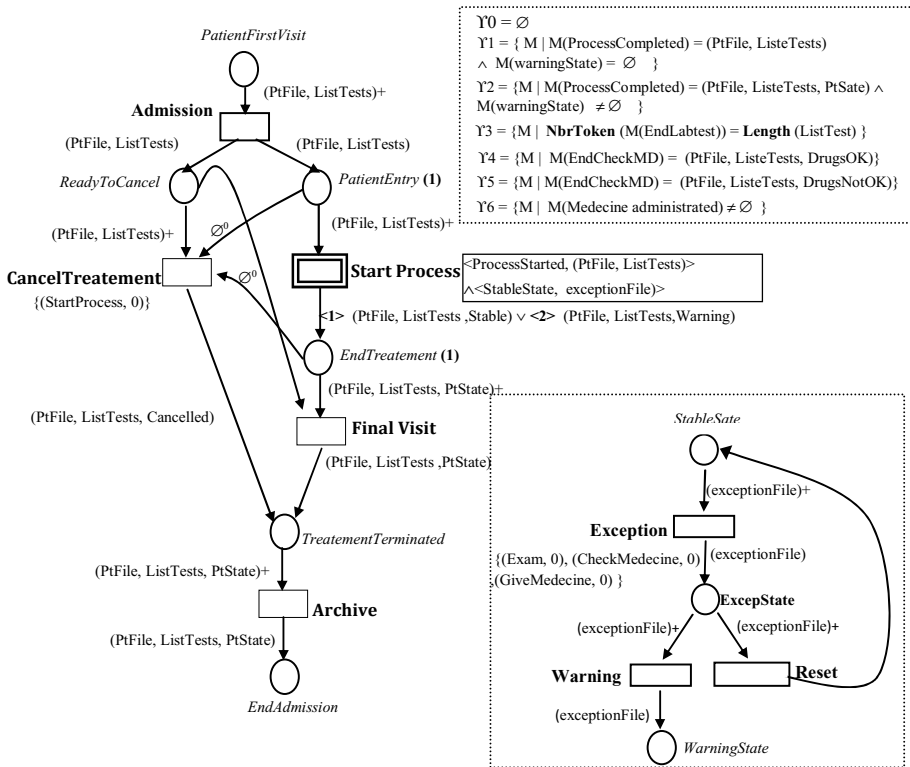 PatientFirstVisit
(PtFile, ListTests)+
Admission
(PtFile, ListTests)
(PtFile, ListTests)
ReadyToCancel
PatientEntry (1)
(PtFile, ListTests)+
∅⁰
(PtFile, ListTests)+
CancelTreatement
∅⁰
Start Process
<ProcessStarted, (PtFile, ListTests)>
∧<StableState, exceptionFile)>
{(StartProcess, 0)}
<1> (PtFile, ListTests ,Stable) ∨ <2> (PtFile, ListTests,Warning)
EndTreatement (1)
(PtFile, ListTests, PtState)+
(PtFile, ListTests, Cancelled)
Final Visit
(PtFile, ListTests ,PtState)
TreatementTerminated
(PtFile, ListTests, PtState)+
Archive
(PtFile, ListTests, PtState)
EndAdmission
ϒ0 = ∅
ϒ1 = { M | M(ProcessCompleted) = (PtFile, ListeTests)
∧ M(warningState) = ∅ }
ϒ2 = {M | M(ProcessCompleted) = (PtFile, ListeTests, PtSate) ∧
M(warningState) ≠ ∅ }
ϒ3 = {M | NbrToken (M(EndLabtest)) = Length (ListTest) }
ϒ4 = {M | M(EndCheckMD) = (PtFile, ListeTests, DrugsOK)}
ϒ5 = {M | M(EndCheckMD) = (PtFile, ListeTests, DrugsNotOK)}
ϒ6 = {M | M(Medecine administrated) ≠ ∅ }
StableSate
(exceptionFile)+
Exception
{(Exam, 0), (CheckMedecine, 0)
,(GiveMedecine, 0) }
(exceptionFile)
ExcepState
(exceptionFile)+
(exceptionFile)+
Warning
Reset
(exceptionFile)
WarningState